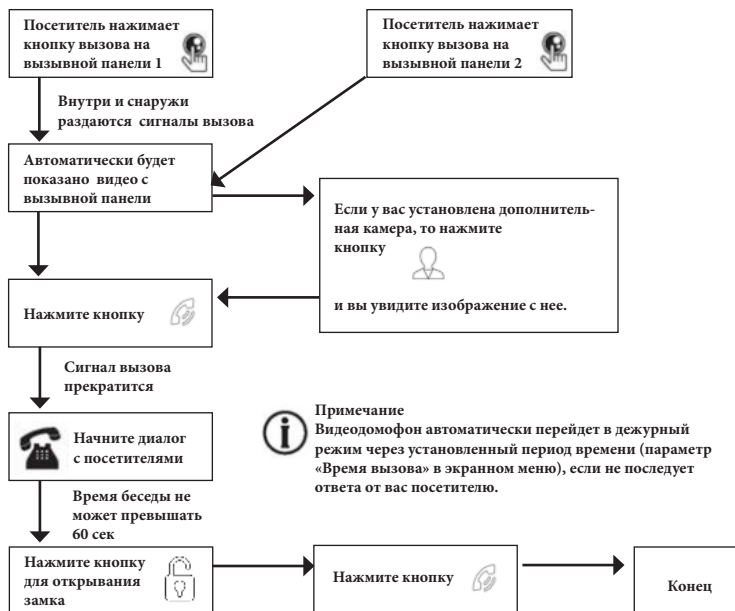 Посетитель нажимает
кнопку вызова на
вызывной панели 1
Посетитель нажимает
кнопку вызова на
вызывной панели 2
Внутри и снаружи
раздаются сигналы вызова
Автоматически будет
показано видео с
вызывной панели
Если у вас установлена дополнитель-
ная камера, то нажмите
кнопку
и вы увидите изображение с нее.
Нажмите кнопку
Сигнал вызова
прекратится
Начните диалог
с посетителями
Примечание
Видеодомофон автоматически перейдет в дежурный
режим через установленный период времени (параметр
«Время вызова» в экранном меню), если не последует
ответа от вас посетителю.
Время беседы не
может превышать
60 сек
Нажмите кнопку
для открывания
замка
Нажмите кнопку
Конец